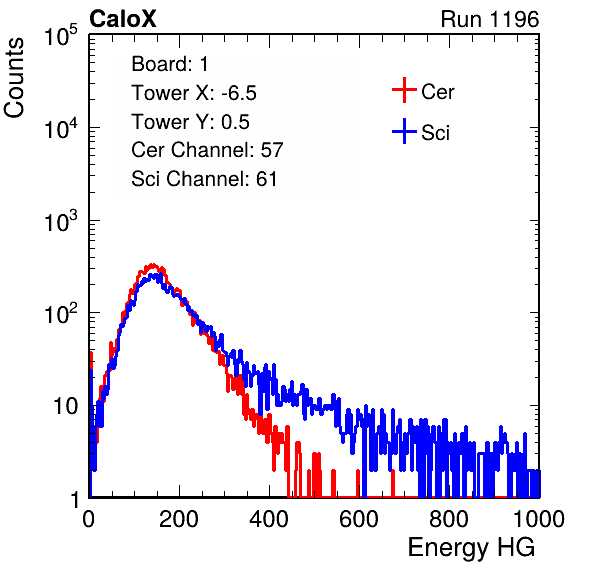 CaloX Run 1196
Counts
10^5
10^4
10^3
10^2
10
1
Board: 1
Tower X: -6.5
Tower Y: 0.5
Cer Channel: 57
Sci Channel: 61
Cer
Sci
0 200 400 600 800 1000
Energy HG